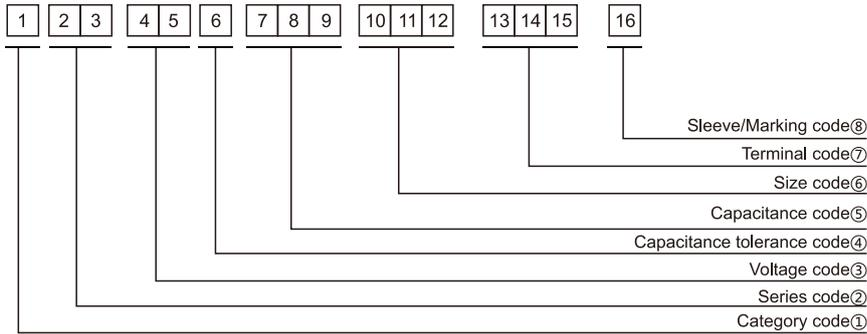 1 2 3 4 5 6 7 8 9 10 11 12 13 14 15 16
Sleeve/Marking code⑧
Terminal code⑦
Size code⑥
Capacitance code⑤
Capacitance tolerance code④
Voltage code③
Series code②
Category code①